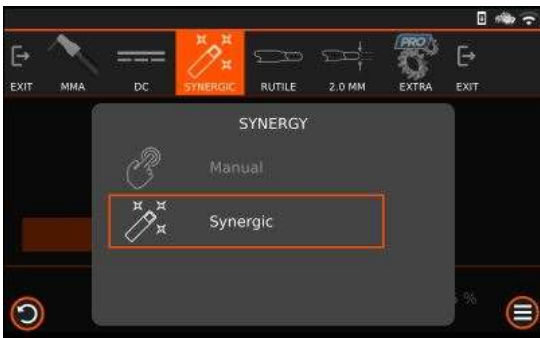 PRO
EXIT MMA DC SYNERGIC RUTILE 2.0 MM EXTRA EXIT
SYNERGY
Manual
Synergic
%